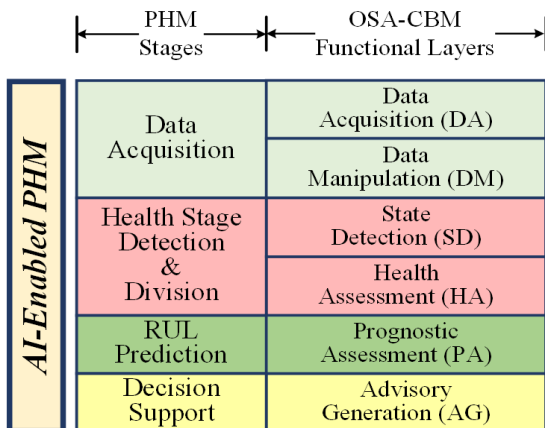 PHM
Stages
OSA-CBM
Functional Layers
AI-Enabled PHM
Data
Acquisition
Data
Acquisition (DA)
Data
Manipulation (DM)
Health Stage
Detection
&
Division
State
Detection (SD)
Health
Assessment (HA)
RUL
Prediction
Prognostic
Assessment (PA)
Decision
Support
Advisory
Generation (AG)